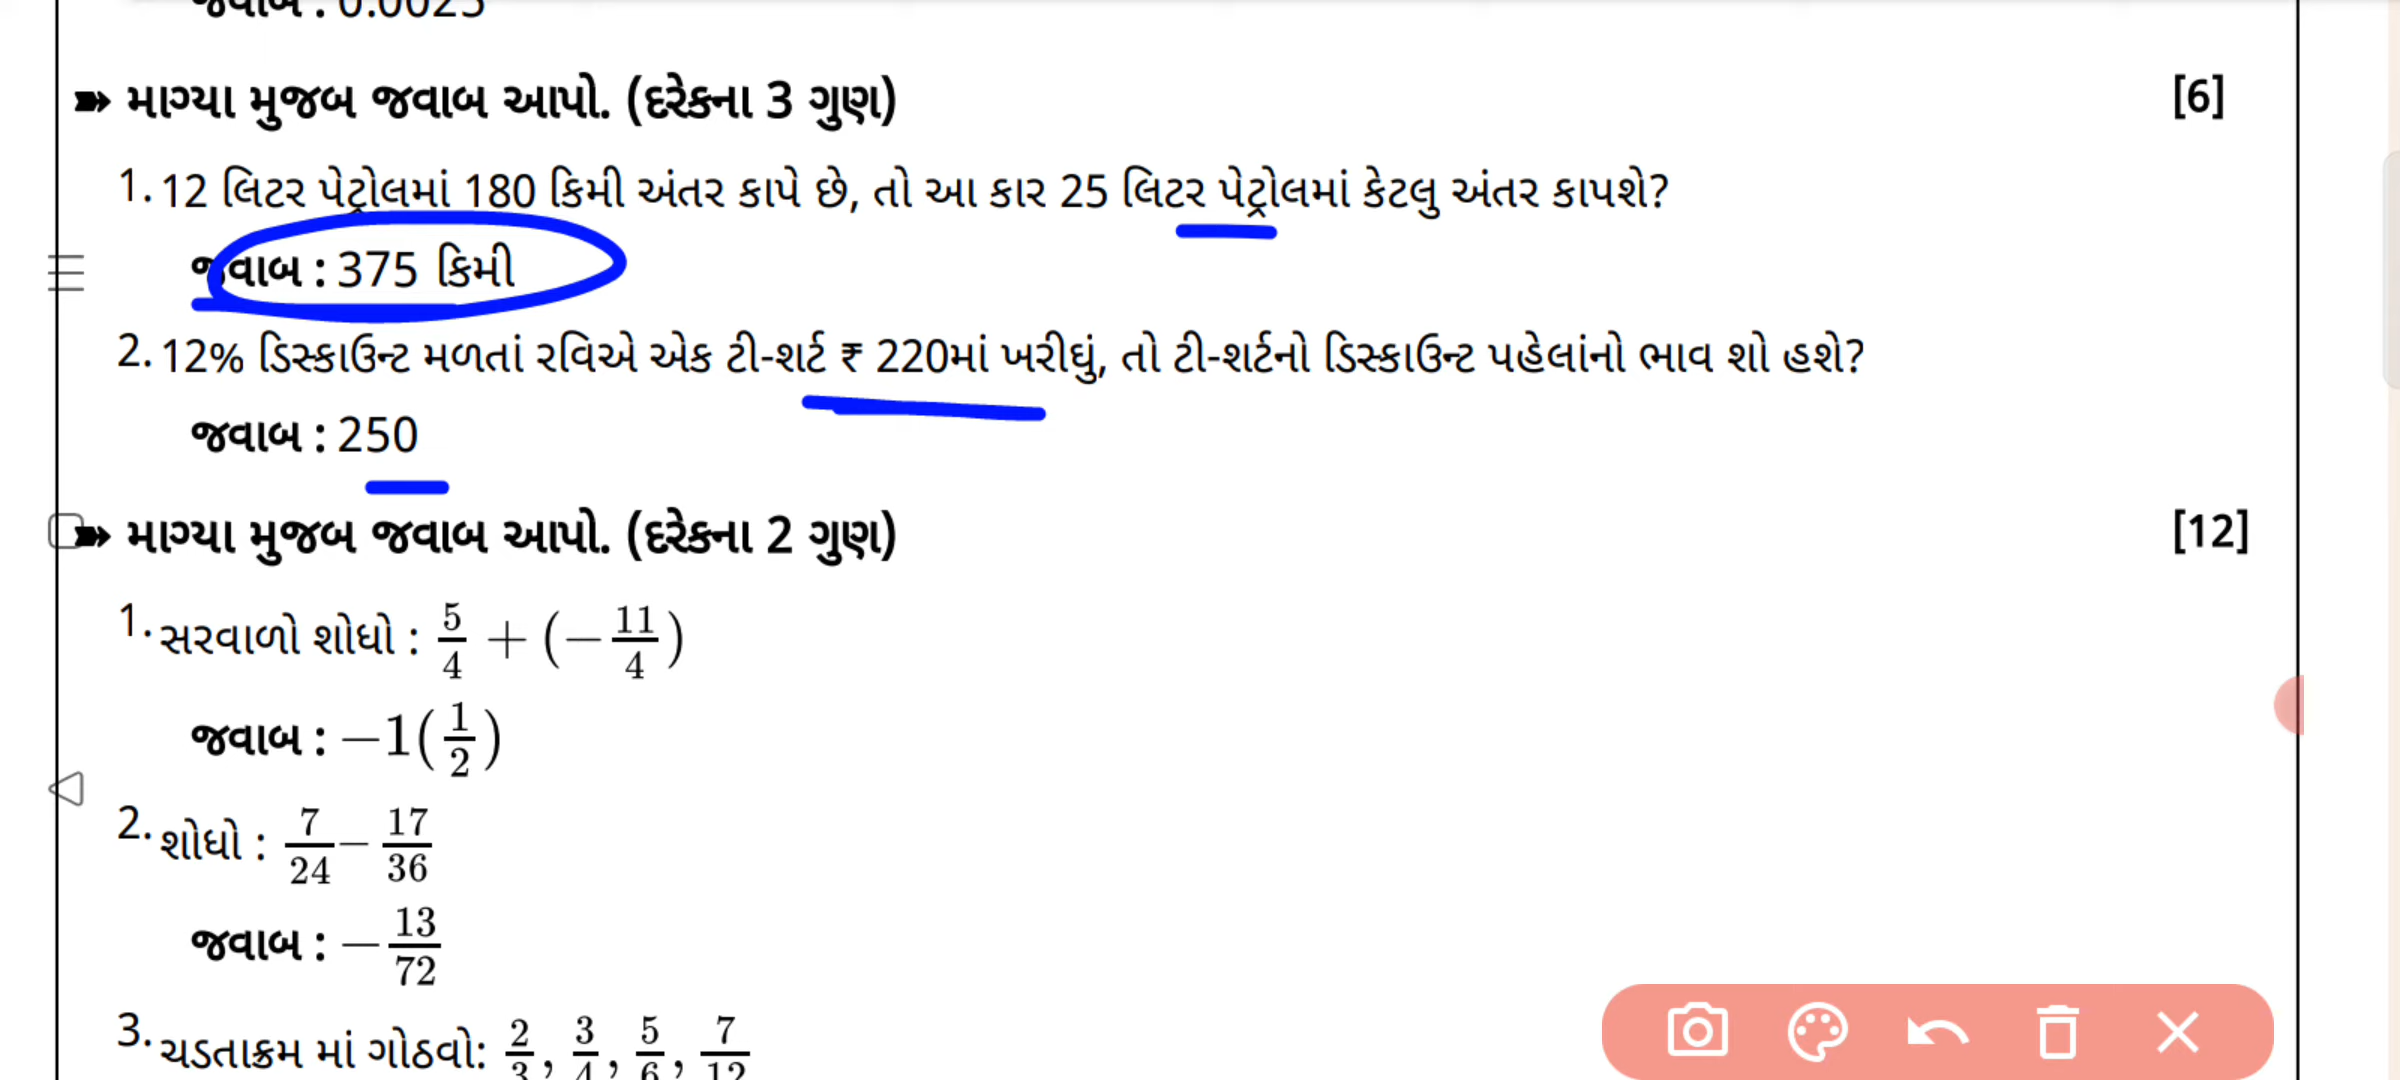 જવાબ : 0.0025
➽ માગ્યા મુજબ જવાબ આપો. (દરેકના 3 ગુણ) [6]
1. 12 લિટર પેટ્રોલમાં 180 કિમી અંતર કાપે છે, તો આ કાર 25 લિટર પેટ્રોલમાં કેટલુ અંતર કાપશે?
જવાબ : 375 કિમી
2. 12% ડિસ્કાઉન્ટ મળતાં રવિએ એક ટી-શર્ટ ₹ 220માં ખરીઘું, તો ટી-શર્ટનો ડિસ્કાઉન્ટ પહેલાંનો ભાવ શો હશે?
જવાબ : 250
➽ માગ્યા મુજબ જવાબ આપો. (દરેકના 2 ગુણ) [12]
1. સરવાળો શોધો : 5/4 + (−11/4)
જવાબ : −1(1/2)
2. શોધો : 7/24 − 17/36
જવાબ : −13/72
3. ચડતાક્રમ માં ગોઠવો: 2/3, 3/4, 5/6, 7/12